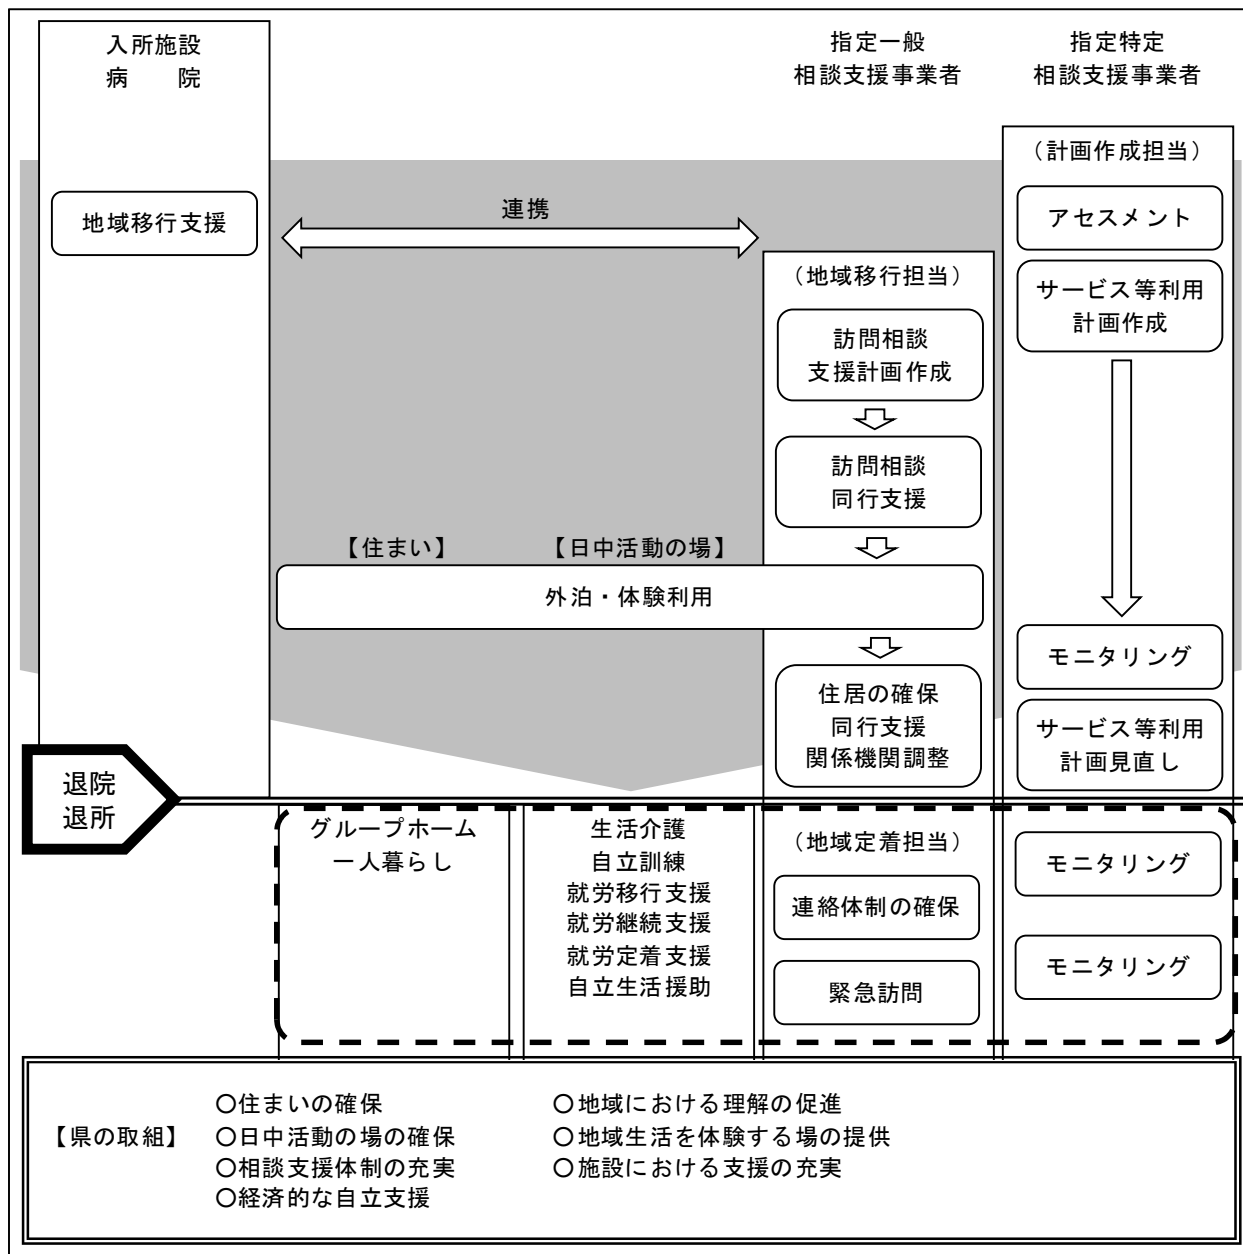 入所施設
病　　院
指定一般
相談支援事業者
指定特定
相談支援事業者
（計画作成担当）
地域移行支援
連携
アセスメント
サービス等利用
計画作成
（地域移行担当）
訪問相談
支援計画作成
訪問相談
同行支援
【住まい】
【日中活動の場】
外泊・体験利用
モニタリング
住居の確保
同行支援
関係機関調整
サービス等利用
計画見直し
退院
退所
グループホーム
一人暮らし
生活介護
自立訓練
就労移行支援
就労継続支援
就労定着支援
自立生活援助
（地域定着担当）
連絡体制の確保
緊急訪問
モニタリング
モニタリング
【県の取組】
○住まいの確保
○日中活動の場の確保
○相談支援体制の充実
○経済的な自立支援
○地域における理解の促進
○地域生活を体験する場の提供
○施設における支援の充実